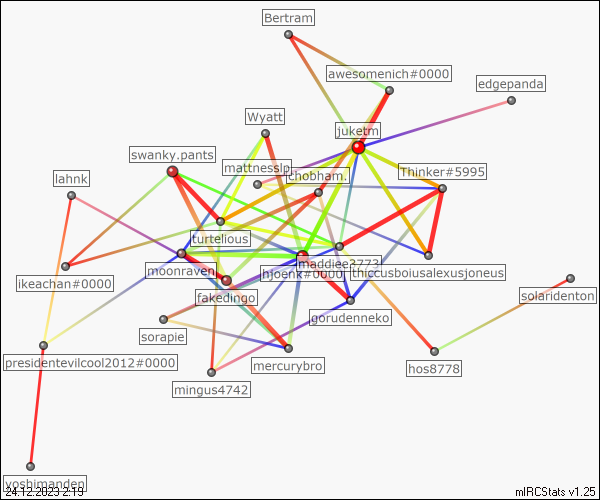 Bertram
awesomenich#0000
edgepanda
Wyatt
juketm
swanky.pants
mattnesslp
chobham.
Thinker#5995
lahnk
turtelious
maddiee3773
moonraven
hjoenk#0000
thiccusboiusalexusjoneus
ikeachan#0000
fakedingo
solaridenton
gorudenneko
sorapie
presidentevilcool2012#0000
mercurybro
hos8778
mingus4742
yoshimanden
24.12.2023 2:19
mIRCStats v1.25